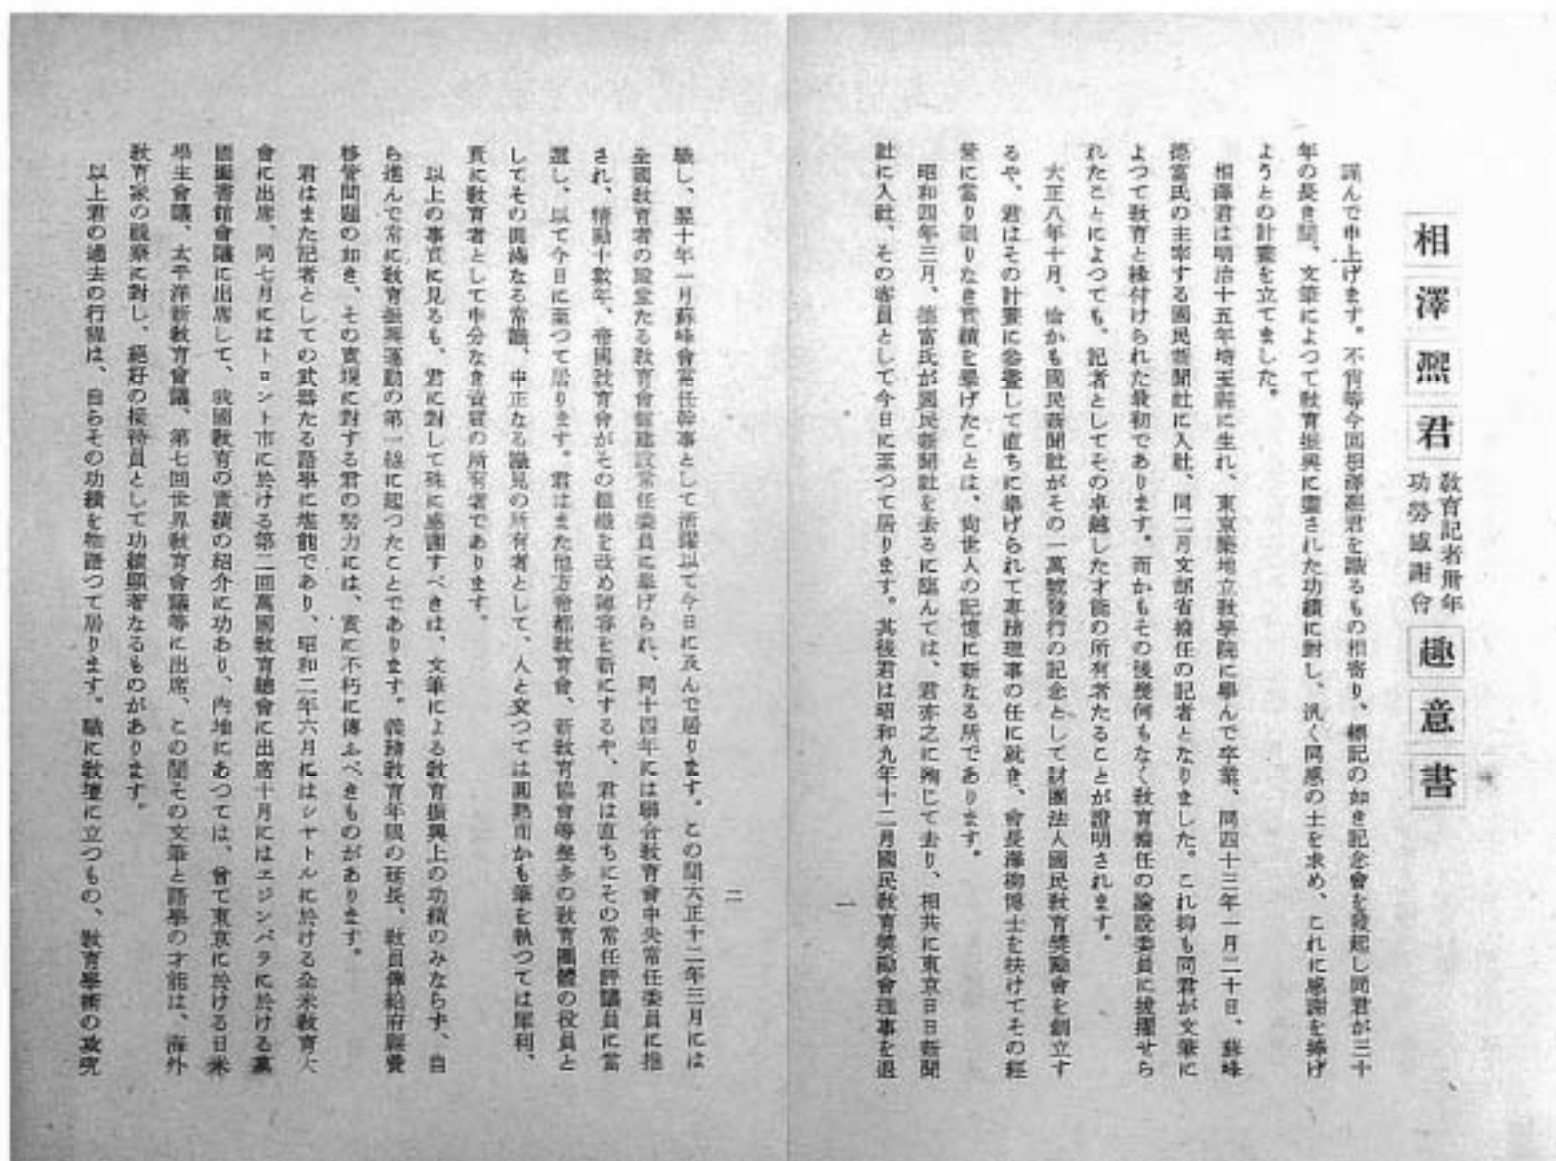 相澤熙君教育記者卅年功勞感謝會趣意書
謹んで申上げます。不肖等今回相澤熙君を識るもの相寄り、標記の如き記念會を發起し同君が三十
年の長き間、文筆によつて教育振興に盡された功績に對し、汎く同感の士を求め、これに感謝を捧げ
ようとの計畫を立てました。
相澤君は明治十五年埼玉縣に生れ、東京築地立教學院に學んで卒業、同四十三年一月二十日、蘇峰
德富氏の主宰する國民新聞社に入社、同二月文部省擔任の記者となりました。これ抑も同君が文筆に
よつて教育と緣付けられた最初であります。而かもその後幾何もなく教育擔任の論說委員に拔擢せら
れたことによつても、記者としてその卓越した才能の所有者たることが證明されます。
大正八年十月、恰かも國民新聞社がその一萬號發行の記念として財團法人國民教育奬勵會を創立す
るや、君はその計畫に參畫して直ちに擧げられて專務理事の任に就き、會長澤柳博士を扶けてその經
營に當り限りなき實績を擧げたことは、尙世人の記憶に新なる所であります。
昭和四年三月、德富氏が國民新聞社を去るに臨んでは、君亦之に殉じて去り、相共に東京日日新聞
社に入社、その客員として今日に至つて居ります。其後君は昭和九年十二月國民教育奬勵會理事を退
一
職し、翌十年一月蘇峰會常任幹事として活躍以て今日に及んで居ります。この間大正十二年三月には
全國教育者の殿堂たる教育會館建設常任委員に擧げられ、同十四年には聯合教育會中央常任委員に推
され、精勤十數年、帝國教育會がその組織を改め陣容を新にするや、君は直ちにその常任評議員に當
選し、以て今日に至つて居ります。君はまた地方各都教育會、新教育協會等幾多の教育團體の役員と
してその圓滿なる常識、中正なる識見の所有者として、人と交つては圓熟而かも筆を執つては犀利、
實に教育者として申分なき資質の所有者であります。
以上の事實に見るも、君に對して殊に感謝すべきは、文筆による教育振興上の功績のみならず、自
ら進んで常に教育振興運動の第一線に起つたことであります。義務教育年限の延長、教員俸給府縣費
移管問題の如き、その實現に對する君の努力には、實に不朽に傳ふべきものがあります。
君はまた記者としての武器たる語學に堪能であり、昭和二年六月にはシヤトルに於ける全米教育大
會に出席、同七月にはトロント市に於ける第二回萬國教育總會に出席十月にはエジンバラに於ける萬
國圖書館會議に出席して、我國教育の實績の紹介に功あり、內地にあつては、曾て東京に於ける日米
學生會議、太平洋新教育會議、第七回世界教育會議等に出席、この間その文筆と語學の才能は、海外
教育家の視察に對し、絕好の接待員として功績顯著なるものがあります。
以上君の過去の行程は、自らその功績を物語つて居ります。職に教壇に立つもの、教育學術の攻究
二